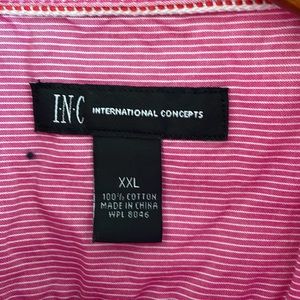 I·N·C INTERNATIONAL CONCEPTS
XXL
100% COTTON
MADE IN CHINA
WPL 8046